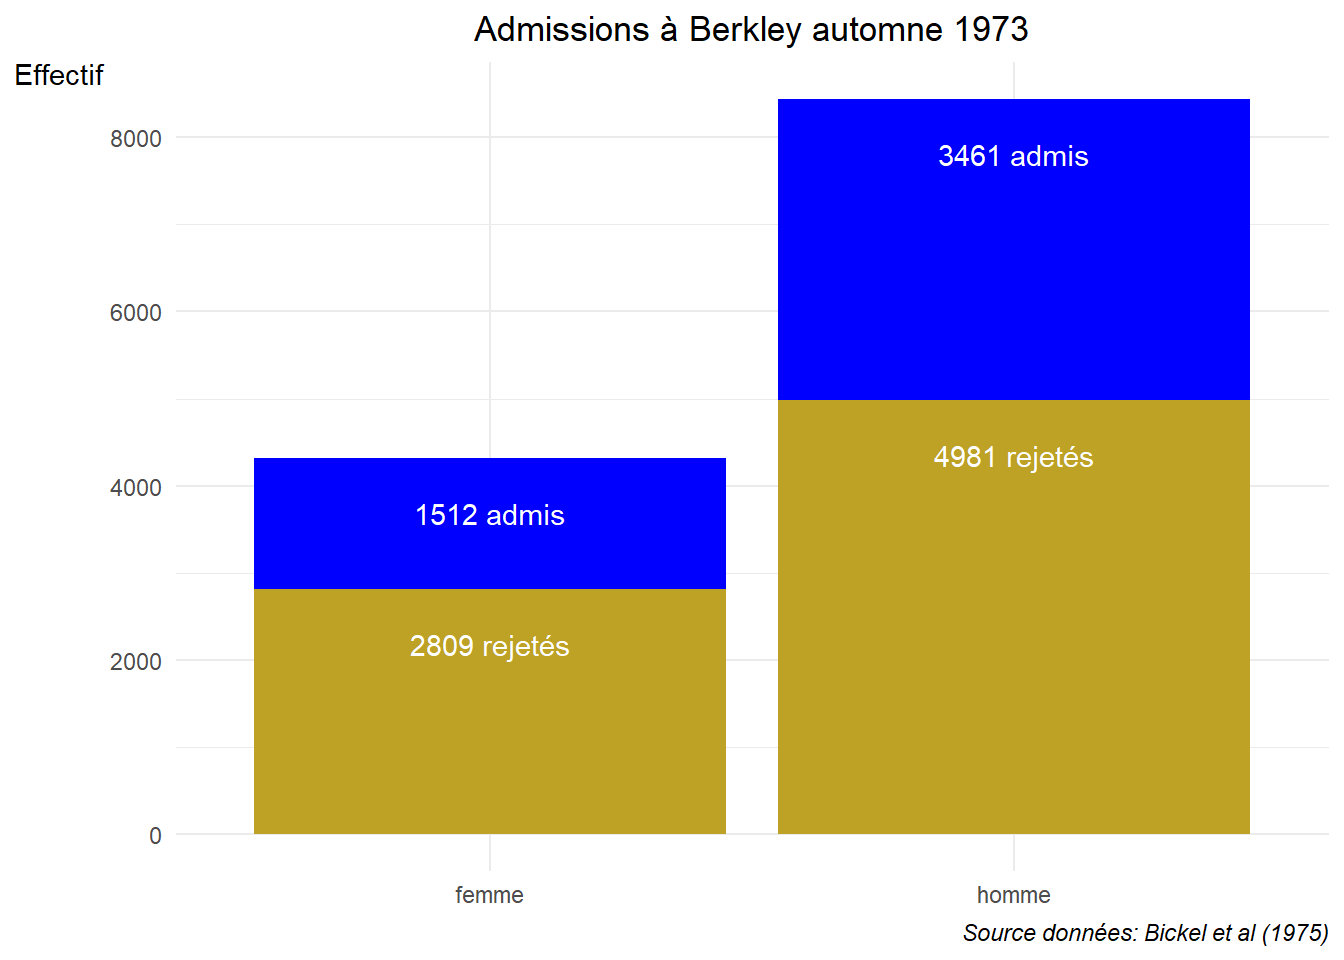 Admissions à Berkley automne 1973
Effectif
8000
6000
4000
2000
0
3461 admis
4981 rejetés
1512 admis
2809 rejetés
femme
homme
Source données: Bickel et al (1975)